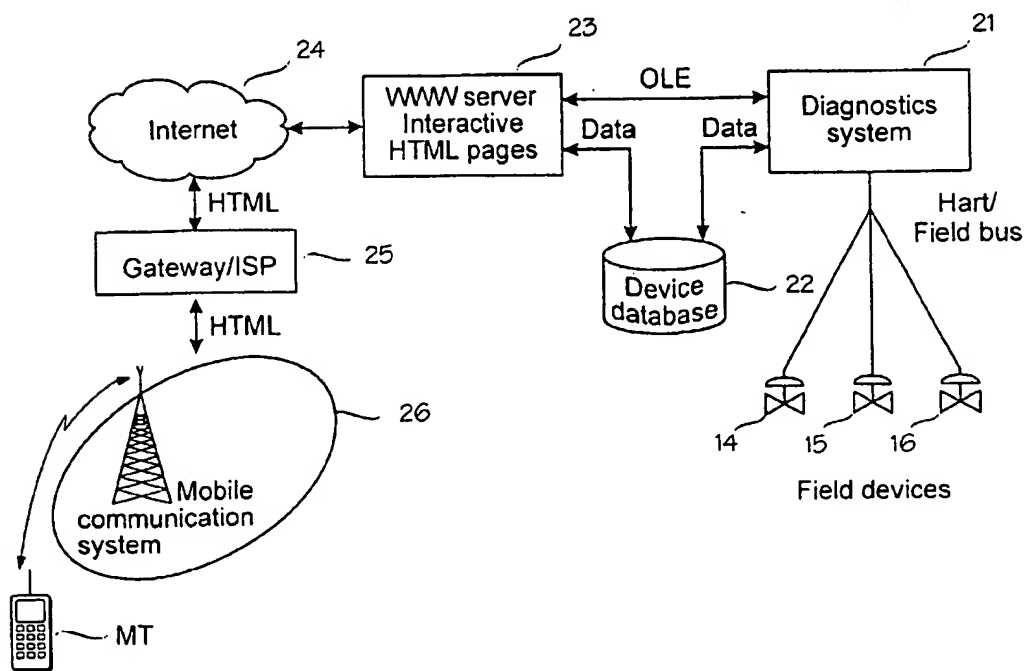 24
23
21
Internet
WWW server
Interactive
HTML pages
OLE
Data
Data
Diagnostics
system
HTML
Gateway/ISP
25
HTML
Device
database
22
Hart/
Field bus
26
Mobile
communication
system
14
15
16
Field devices
MT